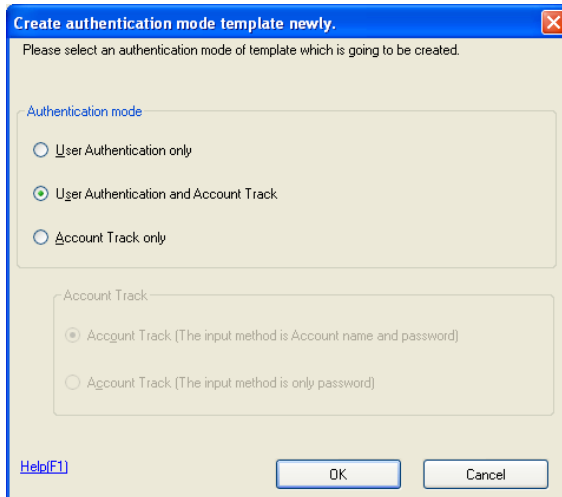 Create authentication mode template newly.
Please select an authentication mode of template which is going to be created.
Authentication mode
User Authentication only
User Authentication and Account Track
Account Track only
Account Track
Account Track (The input method is Account name and password)
Account Track (The input method is only password)
Help(F1)
OK
Cancel